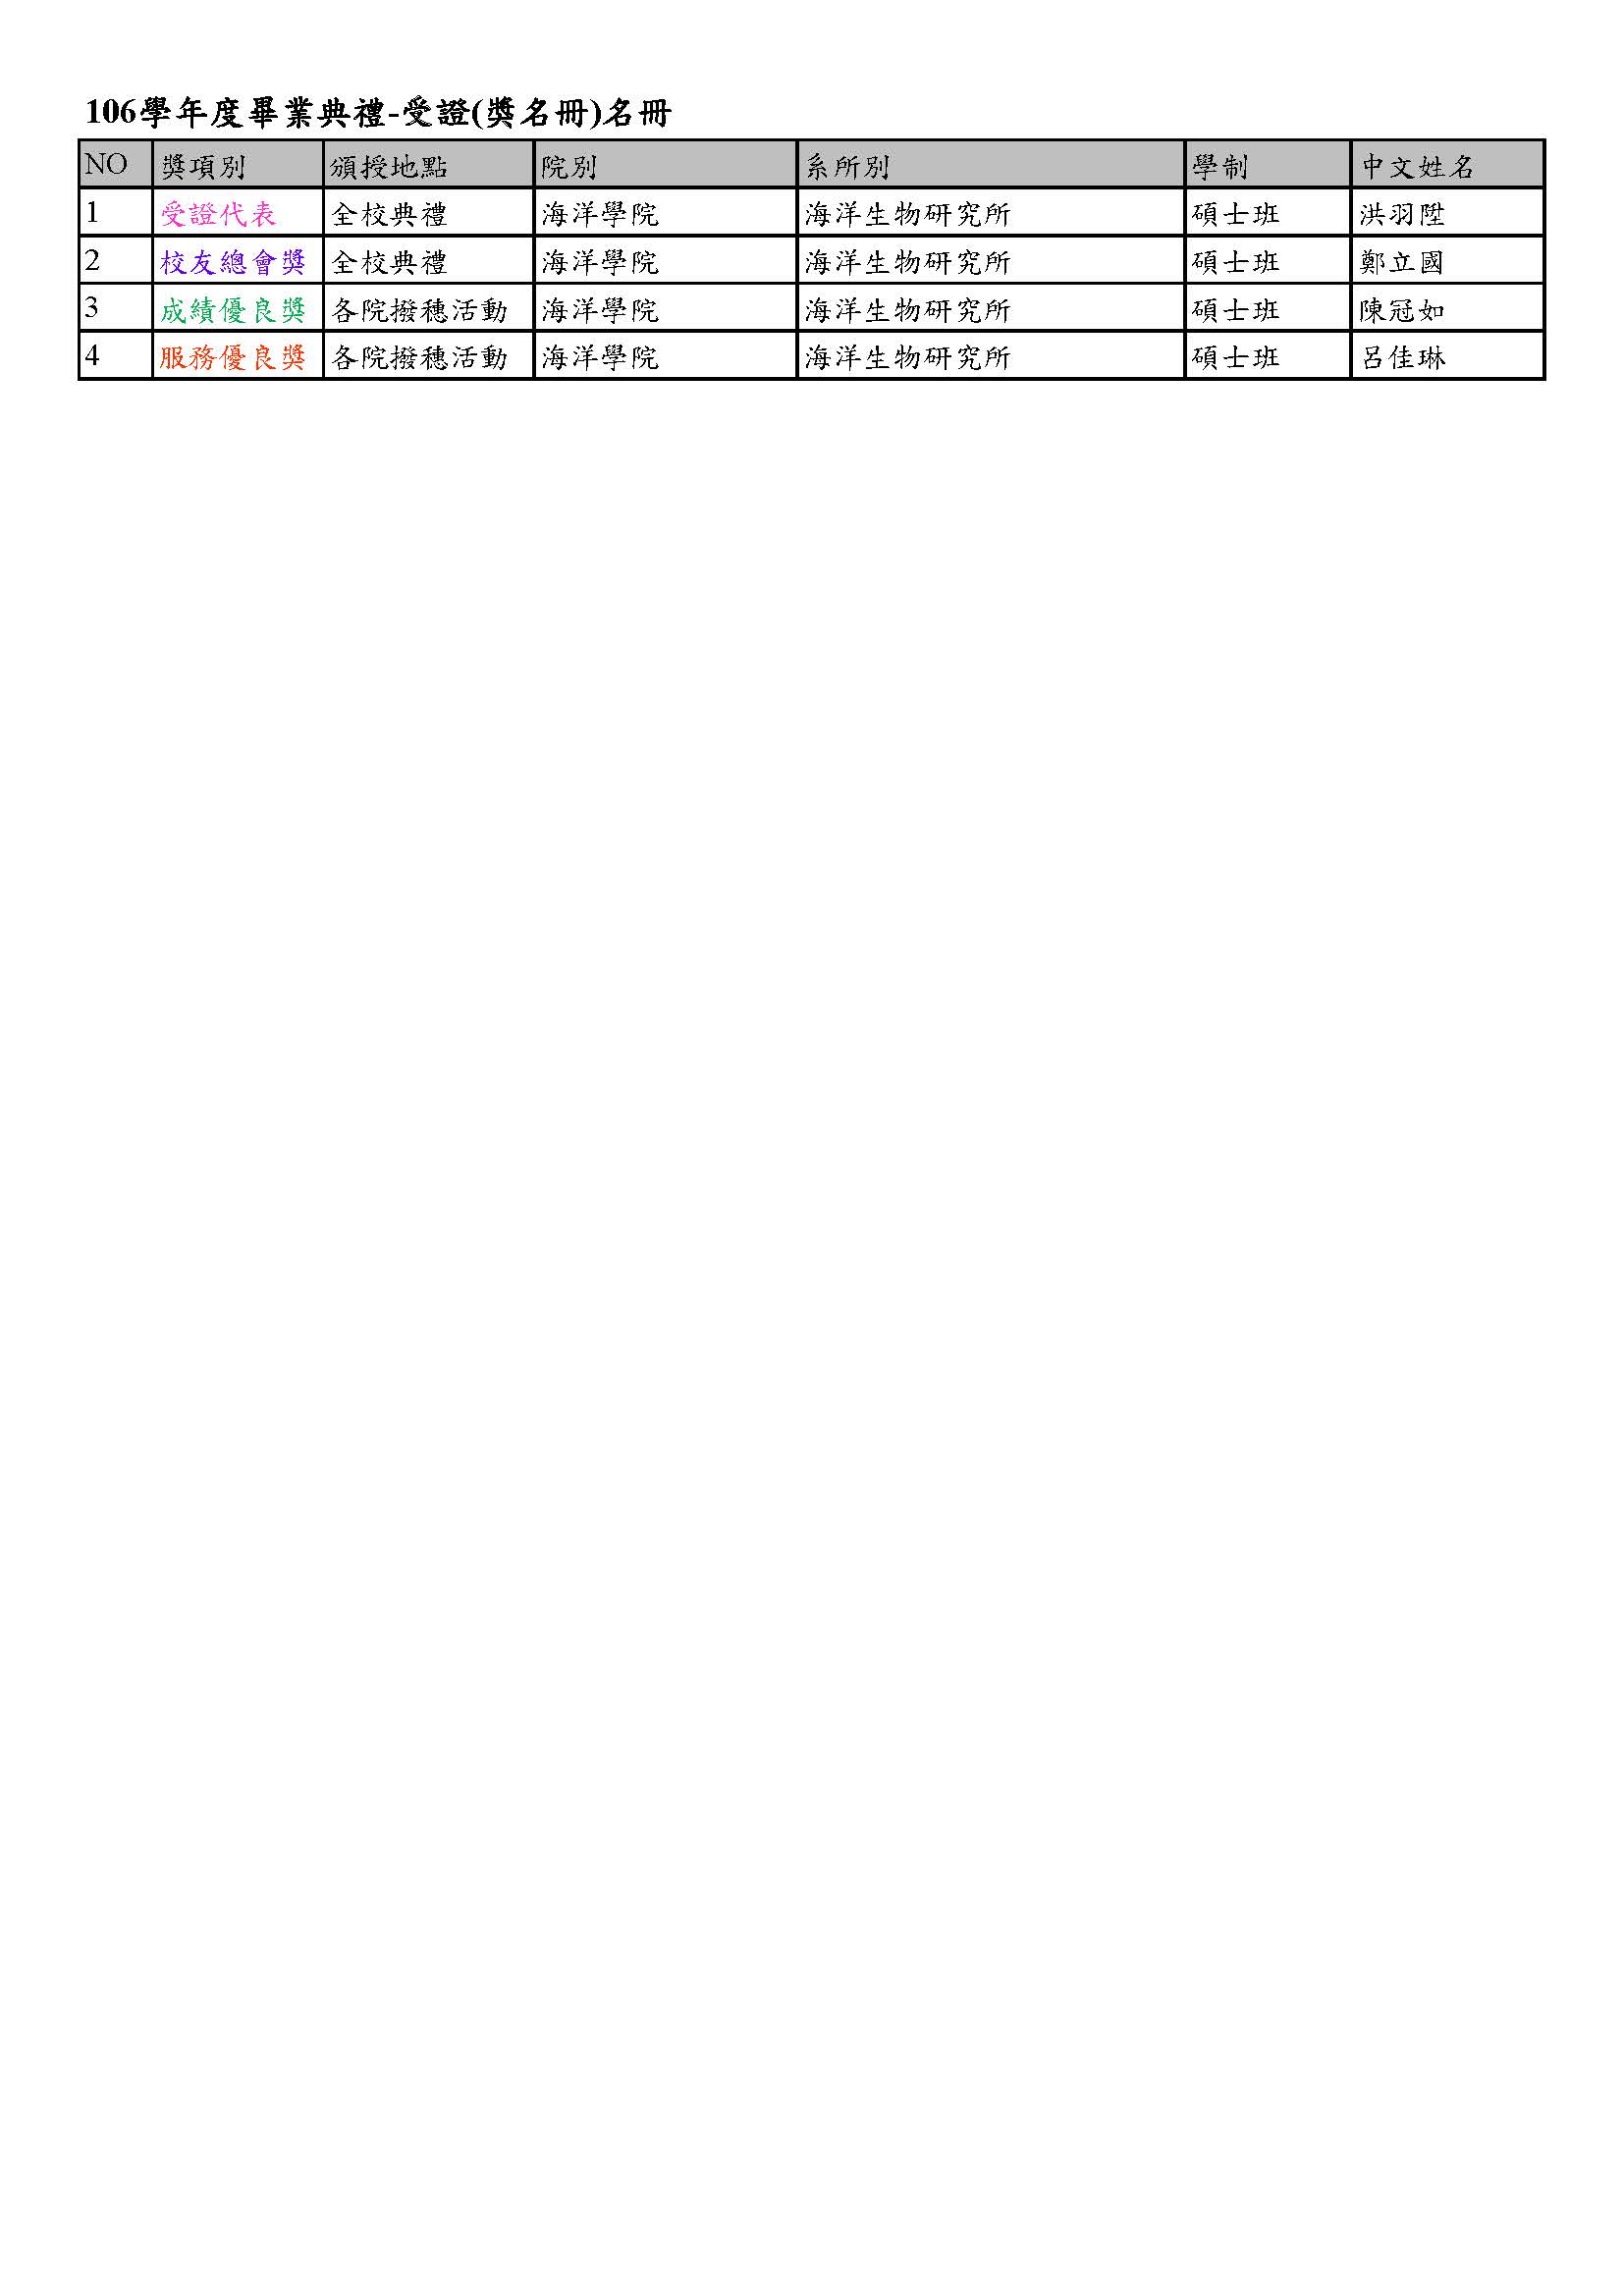 106學年度畢業典禮-受證(獎名冊)名冊
NO 獎項別 頒授地點 院別 系所別 學制 中文姓名
1 受證代表 全校典禮 海洋學院 海洋生物研究所 碩士班 洪羽陞
2 校友總會獎 全校典禮 海洋學院 海洋生物研究所 碩士班 鄭立國
3 成績優良獎 各院撥穗活動 海洋學院 海洋生物研究所 碩士班 陳冠如
4 服務優良獎 各院撥穗活動 海洋學院 海洋生物研究所 碩士班 呂佳琳